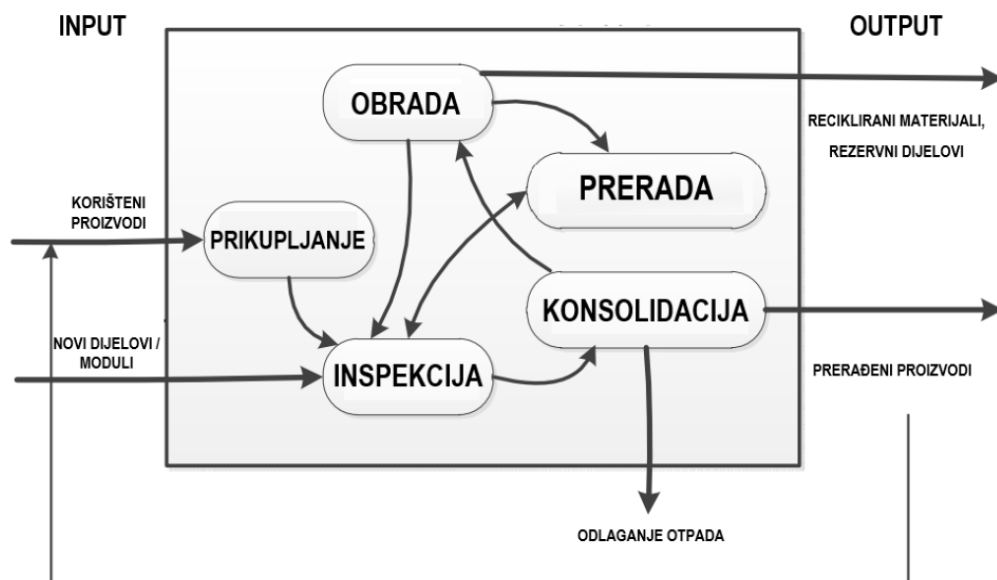 INPUT
OUTPUT
OBRADA
RECIKLIRANI MATERIJALI,
REZERVNI DIJELOVI
PRERADA
KORIŠTENI
PROIZVODI
PRIKUPLJANJE
KONSOLIDACIJA
NOVI DIJELOVI /
MODULI
INSPEKCIJA
PRERAĐENI PROIZVODI
ODLAGANJE OTPADA